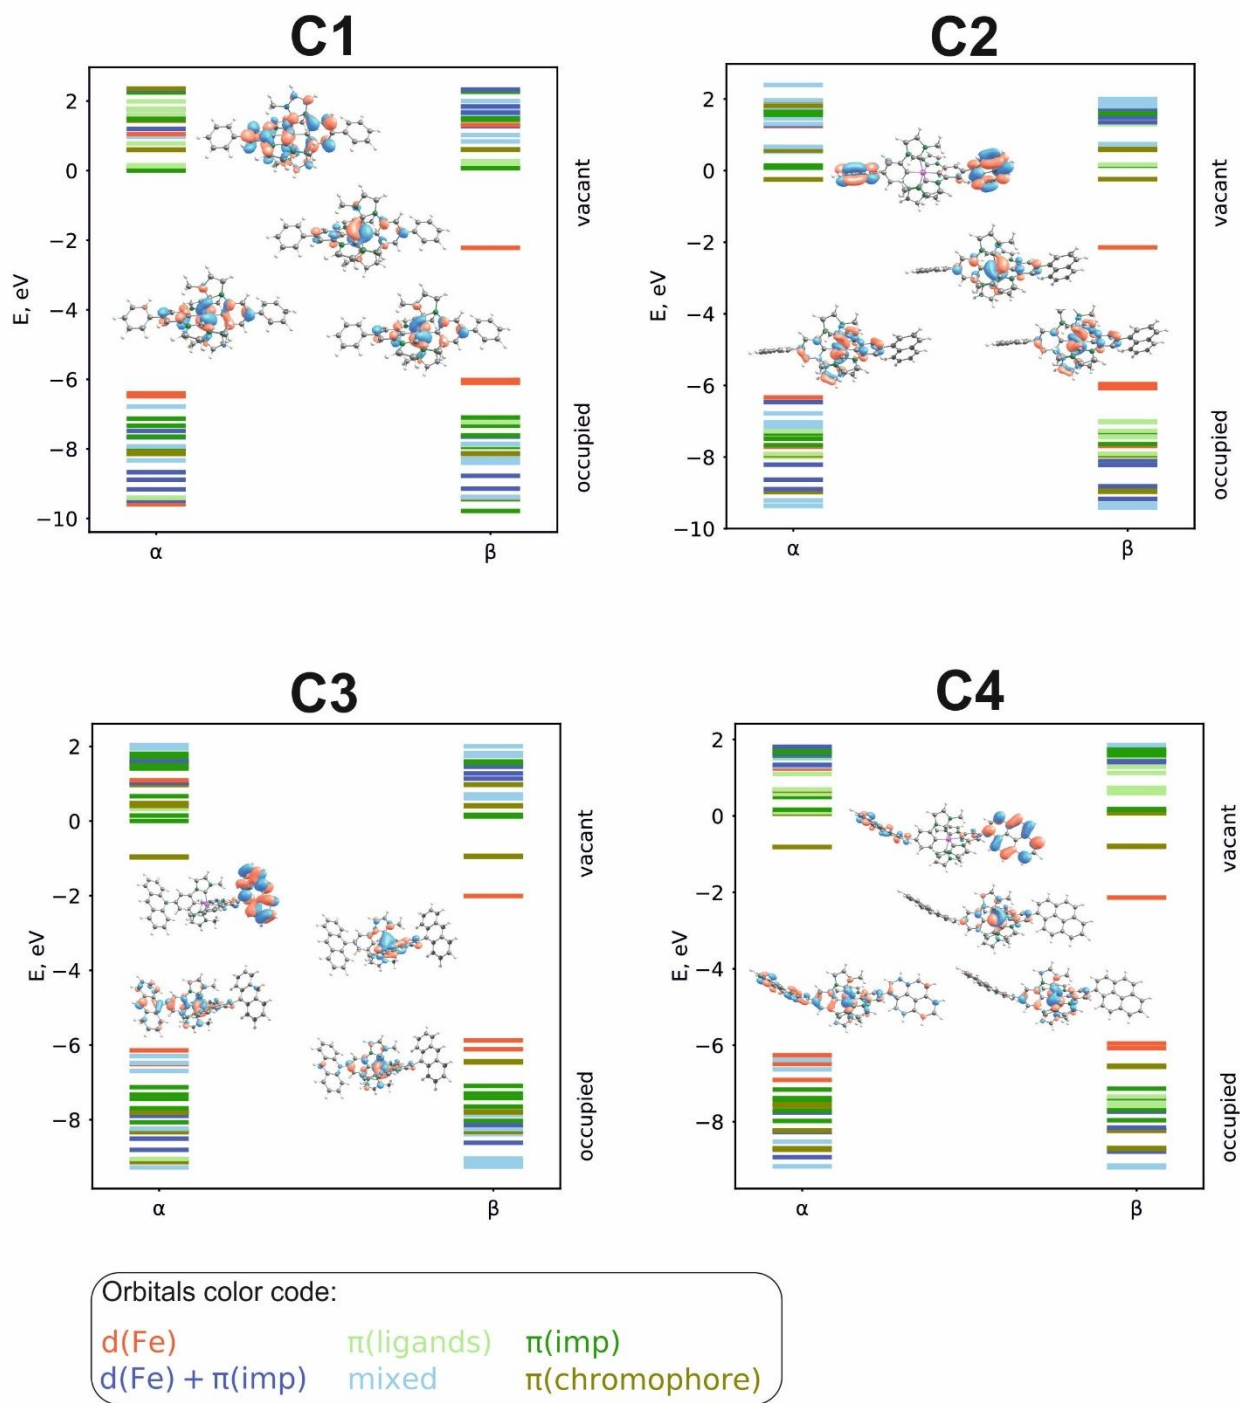 C1
C2
2
0
−2
−4
−6
−8
−10
E, eV
α
β
vacant
occupied
2
0
−2
−4
−6
−8
−10
E, eV
α
β
vacant
occupied
C3
C4
2
0
−2
−4
−6
−8
E, eV
α
β
vacant
occupied
2
0
−2
−4
−6
−8
E, eV
α
β
vacant
occupied
Orbitals color code:
d(Fe) π(ligands) π(imp)
d(Fe) + π(imp) mixed π(chromophore)